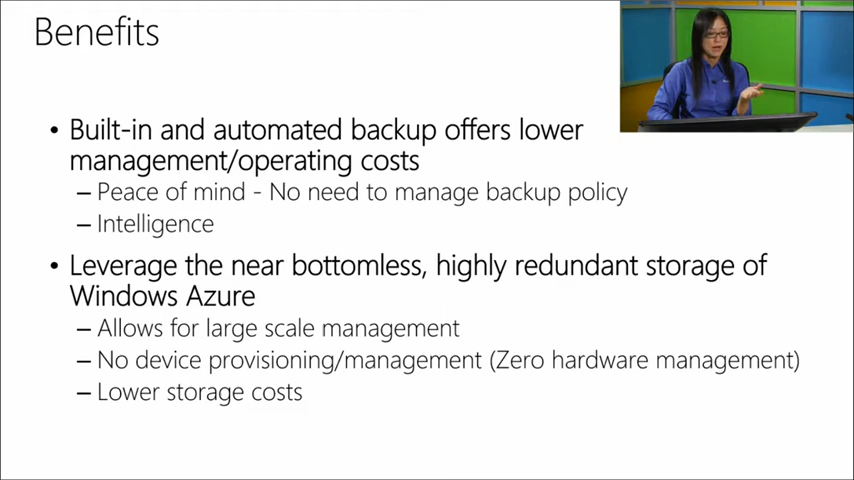 Benefits
• Built-in and automated backup offers lower
management/operating costs
– Peace of mind - No need to manage backup policy
– Intelligence
• Leverage the near bottomless, highly redundant storage of
Windows Azure
– Allows for large scale management
– No device provisioning/management (Zero hardware management)
– Lower storage costs